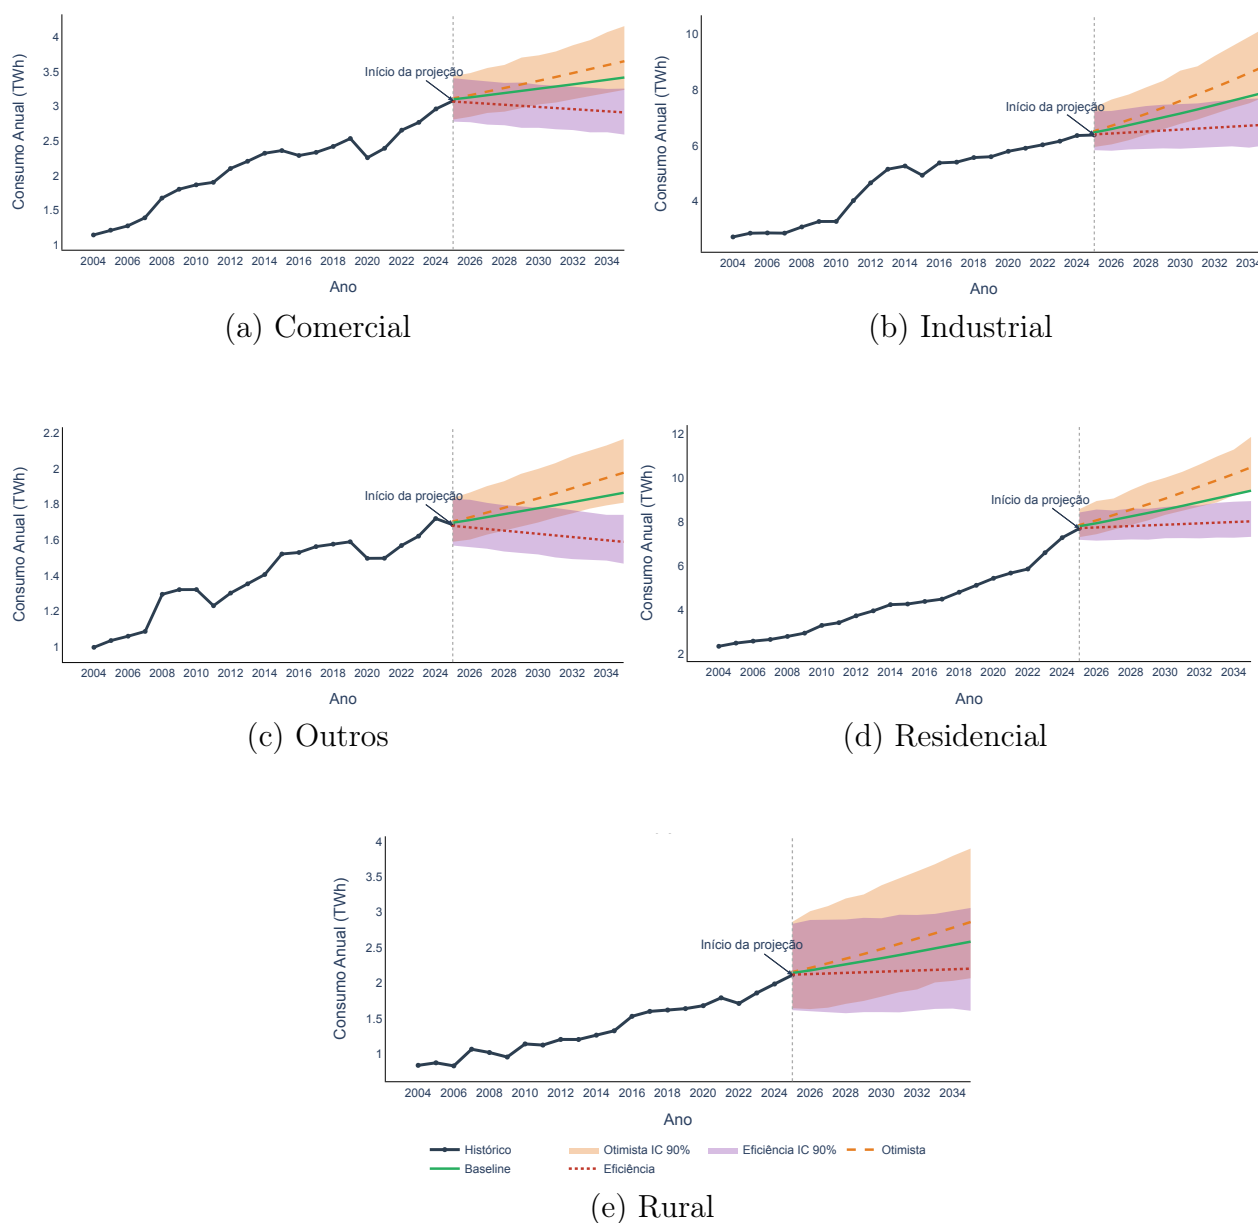 Consumo Anual (TWh)
4
3.5
3
2.5
2
1.5
1
Início da projeção
2004 2006 2008 2010 2012 2014 2016 2018 2020 2022 2024 2026 2028 2030 2032 2034
Ano
(a) Comercial
Consumo Anual (TWh)
10
8
6
4
Início da projeção
2004 2006 2008 2010 2012 2014 2016 2018 2020 2022 2024 2026 2028 2030 2032 2034
Ano
(b) Industrial
Consumo Anual (TWh)
2.2
2
1.8
1.6
1.4
1.2
1
Início da projeção
2004 2006 2008 2010 2012 2014 2016 2018 2020 2022 2024 2026 2028 2030 2032 2034
Ano
(c) Outros
Consumo Anual (TWh)
12
10
8
6
4
2
Início da projeção
2004 2006 2008 2010 2012 2014 2016 2018 2020 2022 2024 2026 2028 2030 2032 2034
Ano
(d) Residencial
Consumo Anual (TWh)
4
3.5
3
2.5
2
1.5
1
Início da projeção
2004 2006 2008 2010 2012 2014 2016 2018 2020 2022 2024 2026 2028 2030 2032 2034
Ano
Histórico Otimista IC 90% Eficiência IC 90% Otimista
Baseline Eficiência
(e) Rural